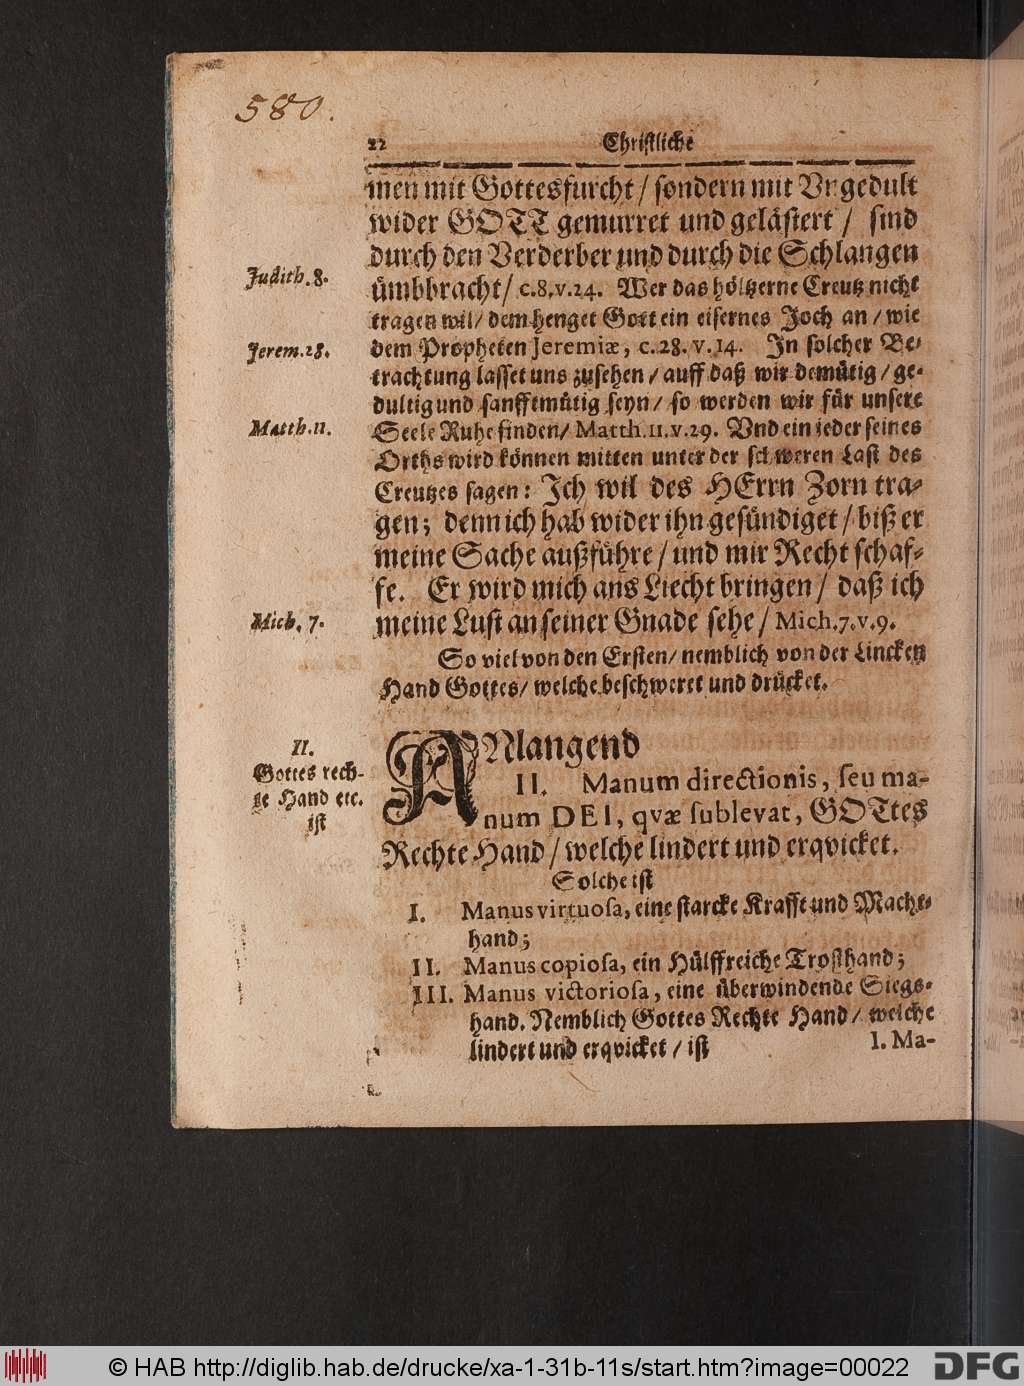 580.
22 Christliche
men mit Gottesfurcht / sondern mit Vngedult
wider GOTT gemurret und gelästert / sind
durch den Verderber und durch die Schlangen
Judith. 8.
ümbbracht / c. 8. v. 24. Wer das höltzerne Creutz nicht
tragen wil / dem henget Gott ein eisernes Joch an / wie
Jerem. 28.
dem Propheten Jeremiæ, c. 28. v. 14. In solcher Be-
trachtung lasset uns zusehen / auff daß wir demütig / ge-
dultig und sanfftmütig seyn / so werden wir für unsere
Matth. 11.
Seele Ruhe finden / Matth. 11. v. 29. Vnd ein jeder seines
Orths wird können mitten unter der schweren Last des
Creutzes sagen: Ich wil des HErrn Zorn tra-
gen; denn ich hab wider ihn gesündiget / biß er
meine Sache außführe / und mir Recht schaf-
fe. Er wird mich ans Liecht bringen / daß ich
Mich. 7.
meine Lust an seiner Gnade sehe / Mich. 7. v. 9.
So viel von den Ersten / nemblich von der Lincken
Hand Gottes / welche beschweret und drücket.
II.
Gottes rech-
te Hand etc.
ist
ANlangend
II. Manum directionis, seu ma-
num DEI, qvæ sublevat, GOTtes
Rechte Hand / welche lindert und erqvicket.
Solche ist
I. Manus virtuosa, eine starcke Krafft und Macht-
hand;
II. Manus copiosa, ein Hülffreiche Trosthand;
III. Manus victoriosa, eine überwindende Siegs-
hand. Nemblich Gottes Rechte Hand / welche
lindert und erqvicket / ist
I. Ma-
© HAB http://diglib.hab.de/drucke/xa-1-31b-11s/start.htm?image=00022
DFG